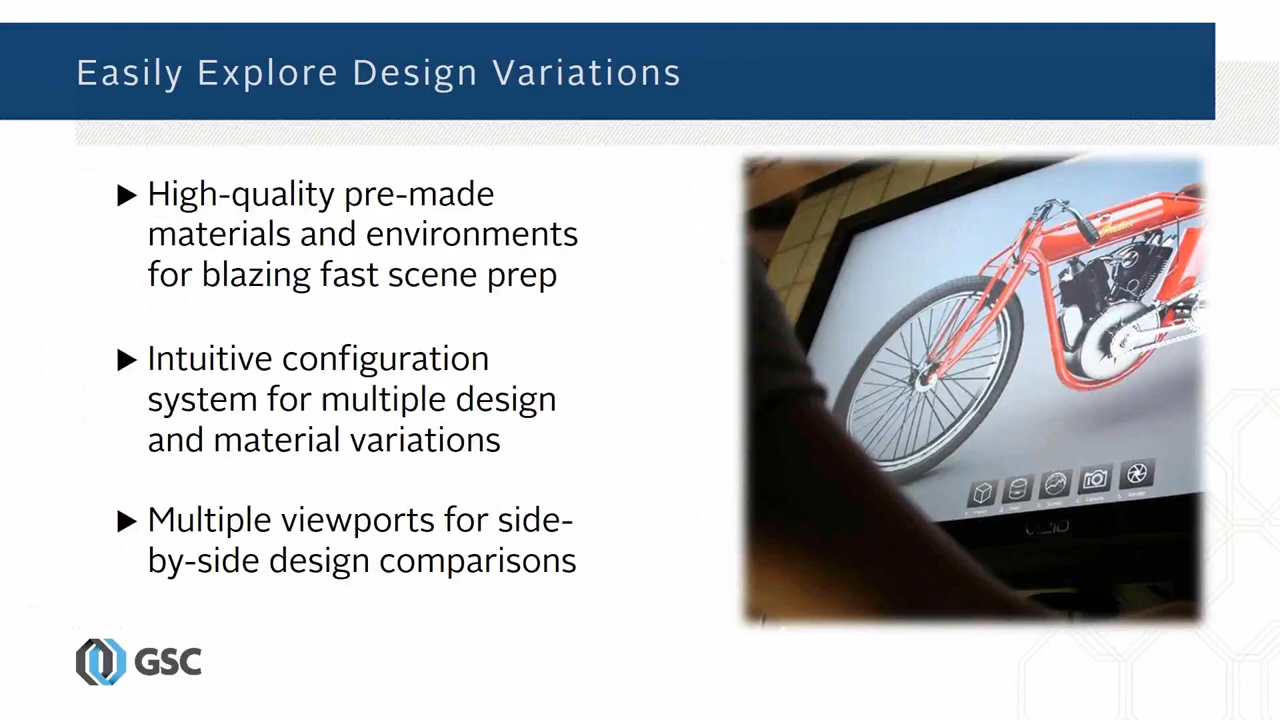 Easily Explore Design Variations
High-quality pre-made
materials and environments
for blazing fast scene prep
Intuitive configuration
system for multiple design
and material variations
Multiple viewports for side-
by-side design comparisons
VIZIO
GSC